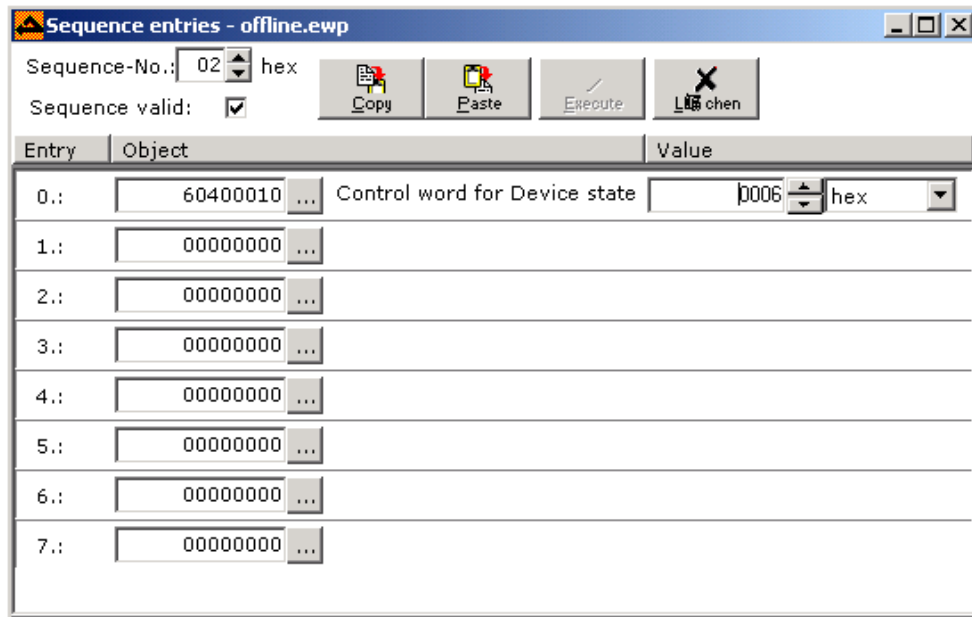 Sequence entries - offline.ewp
Sequence-No.: 02 hex
Sequence valid:
Copy Paste Execute
Entry Object Value
0.: 60400010 ... Control word for Device state 0006 hex
1.: 00000000 ...
2.: 00000000 ...
3.: 00000000 ...
4.: 00000000 ...
5.: 00000000 ...
6.: 00000000 ...
7.: 00000000 ...